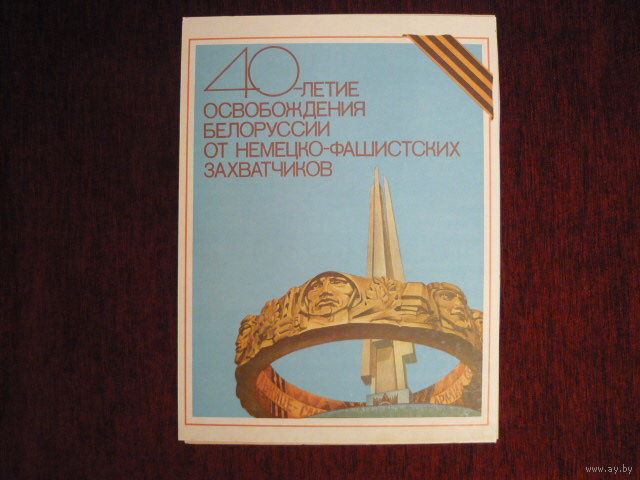 40-ЛЕТИЕ
ОСВОБОЖДЕНИЯ
БЕЛОРУССИИ
ОТ НЕМЕЦКО-ФАШИСТСКИХ
ЗАХВАТЧИКОВ
www.ay.by